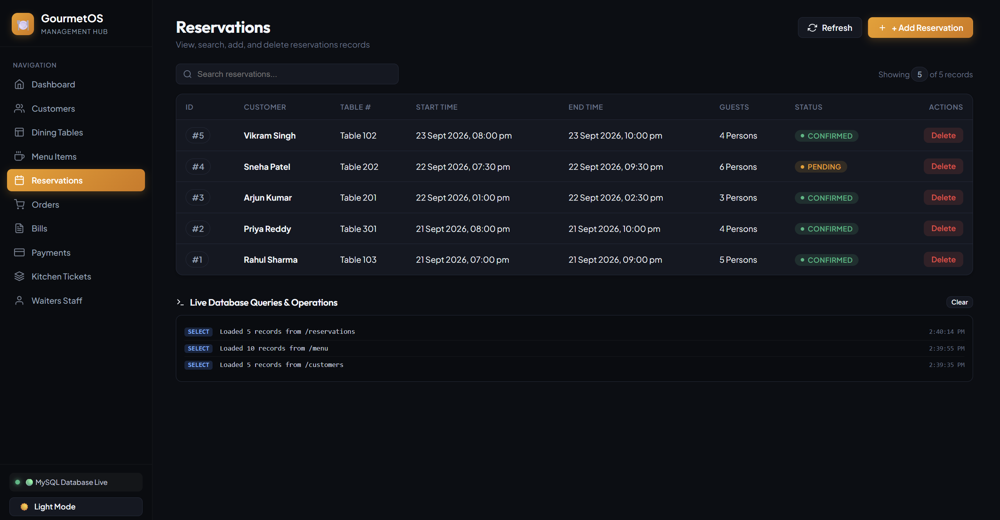 GourmetOS
MANAGEMENT HUB
NAVIGATION
Dashboard
Customers
Dining Tables
Menu Items
Reservations
Orders
Bills
Payments
Kitchen Tickets
Waiters Staff
MySQL Database Live
Light Mode
Reservations
View, search, add, and delete reservations records
Refresh
+ + Add Reservation
Search reservations...
Showing 5 of 5 records
ID CUSTOMER TABLE # START TIME END TIME GUESTS STATUS ACTIONS
#5 Vikram Singh Table 102 23 Sept 2026, 08:00 pm 23 Sept 2026, 10:00 pm 4 Persons CONFIRMED Delete
#4 Sneha Patel Table 202 22 Sept 2026, 07:30 pm 22 Sept 2026, 09:30 pm 6 Persons PENDING Delete
#3 Arjun Kumar Table 201 22 Sept 2026, 01:00 pm 22 Sept 2026, 02:30 pm 3 Persons CONFIRMED Delete
#2 Priya Reddy Table 301 21 Sept 2026, 08:00 pm 21 Sept 2026, 10:00 pm 4 Persons CONFIRMED Delete
#1 Rahul Sharma Table 103 21 Sept 2026, 07:00 pm 21 Sept 2026, 09:00 pm 5 Persons CONFIRMED Delete
Live Database Queries & Operations
Clear
SELECT Loaded 5 records from /reservations 2:40:14 PM
SELECT Loaded 10 records from /menu 2:39:55 PM
SELECT Loaded 5 records from /customers 2:39:35 PM